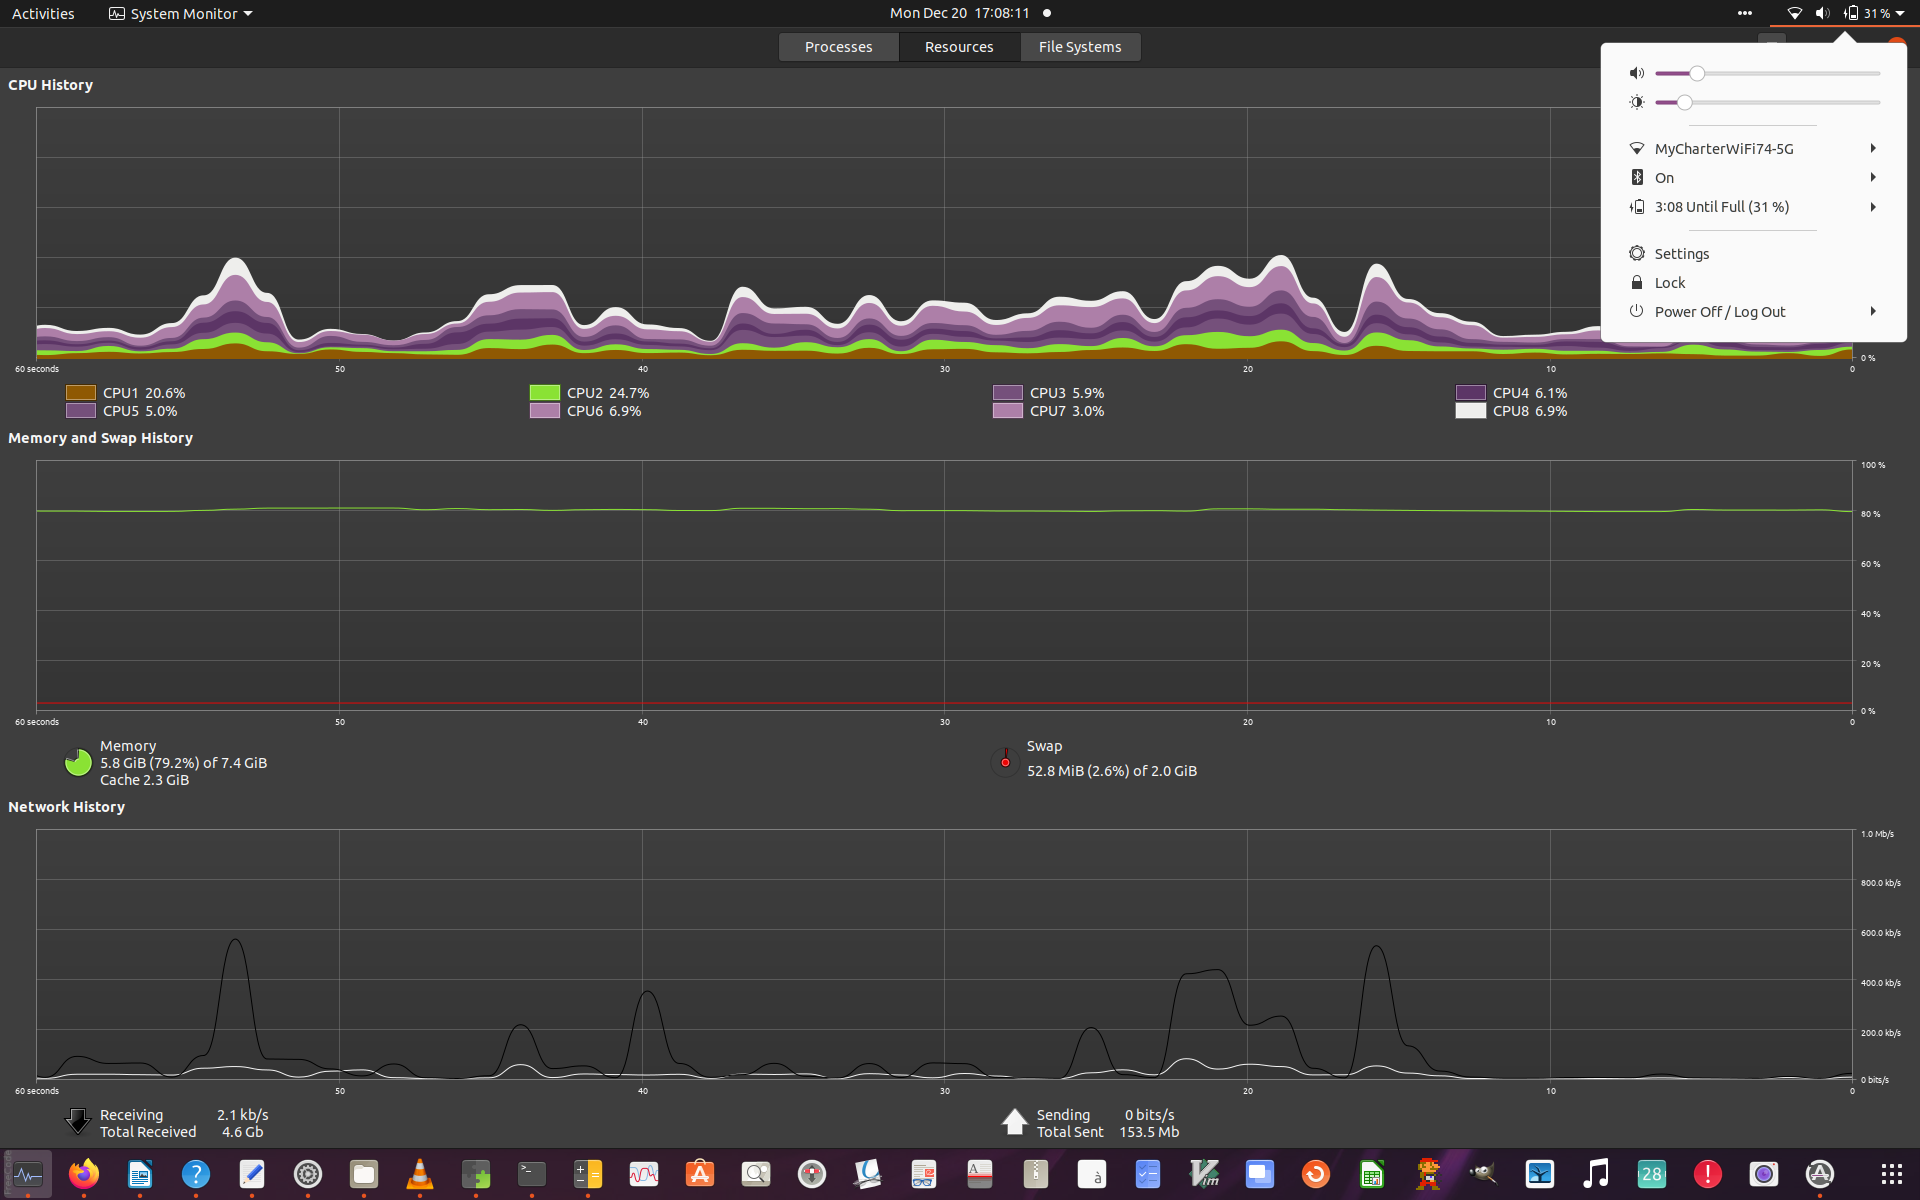 Activities
System Monitor
Mon Dec 20 17:08:11
31 %
Processes
Resources
File Systems
CPU History
MyCharterWiFi74-5G
On
3:08 Until Full (31 %)
Settings
Lock
Power Off / Log Out
0 %
60 seconds 50 40 30 20 10 0
CPU1 20.6% CPU2 24.7% CPU3 5.9% CPU4 6.1%
CPU5 5.0% CPU6 6.9% CPU7 3.0% CPU8 6.9%
Memory and Swap History
100 %
80 %
60 %
40 %
20 %
0 %
60 seconds 50 40 30 20 10 0
Memory
5.8 GiB (79.2%) of 7.4 GiB
Cache 2.3 GiB
Swap
52.8 MiB (2.6%) of 2.0 GiB
Network History
1.0 Mb/s
800.0 kb/s
600.0 kb/s
400.0 kb/s
200.0 kb/s
0 bits/s
60 seconds 50 40 30 20 10 0
Receiving 2.1 kb/s
Total Received 4.6 Gb
Sending 0 bits/s
Total Sent 153.5 Mb
?
>_
A
à
Vim
28
!